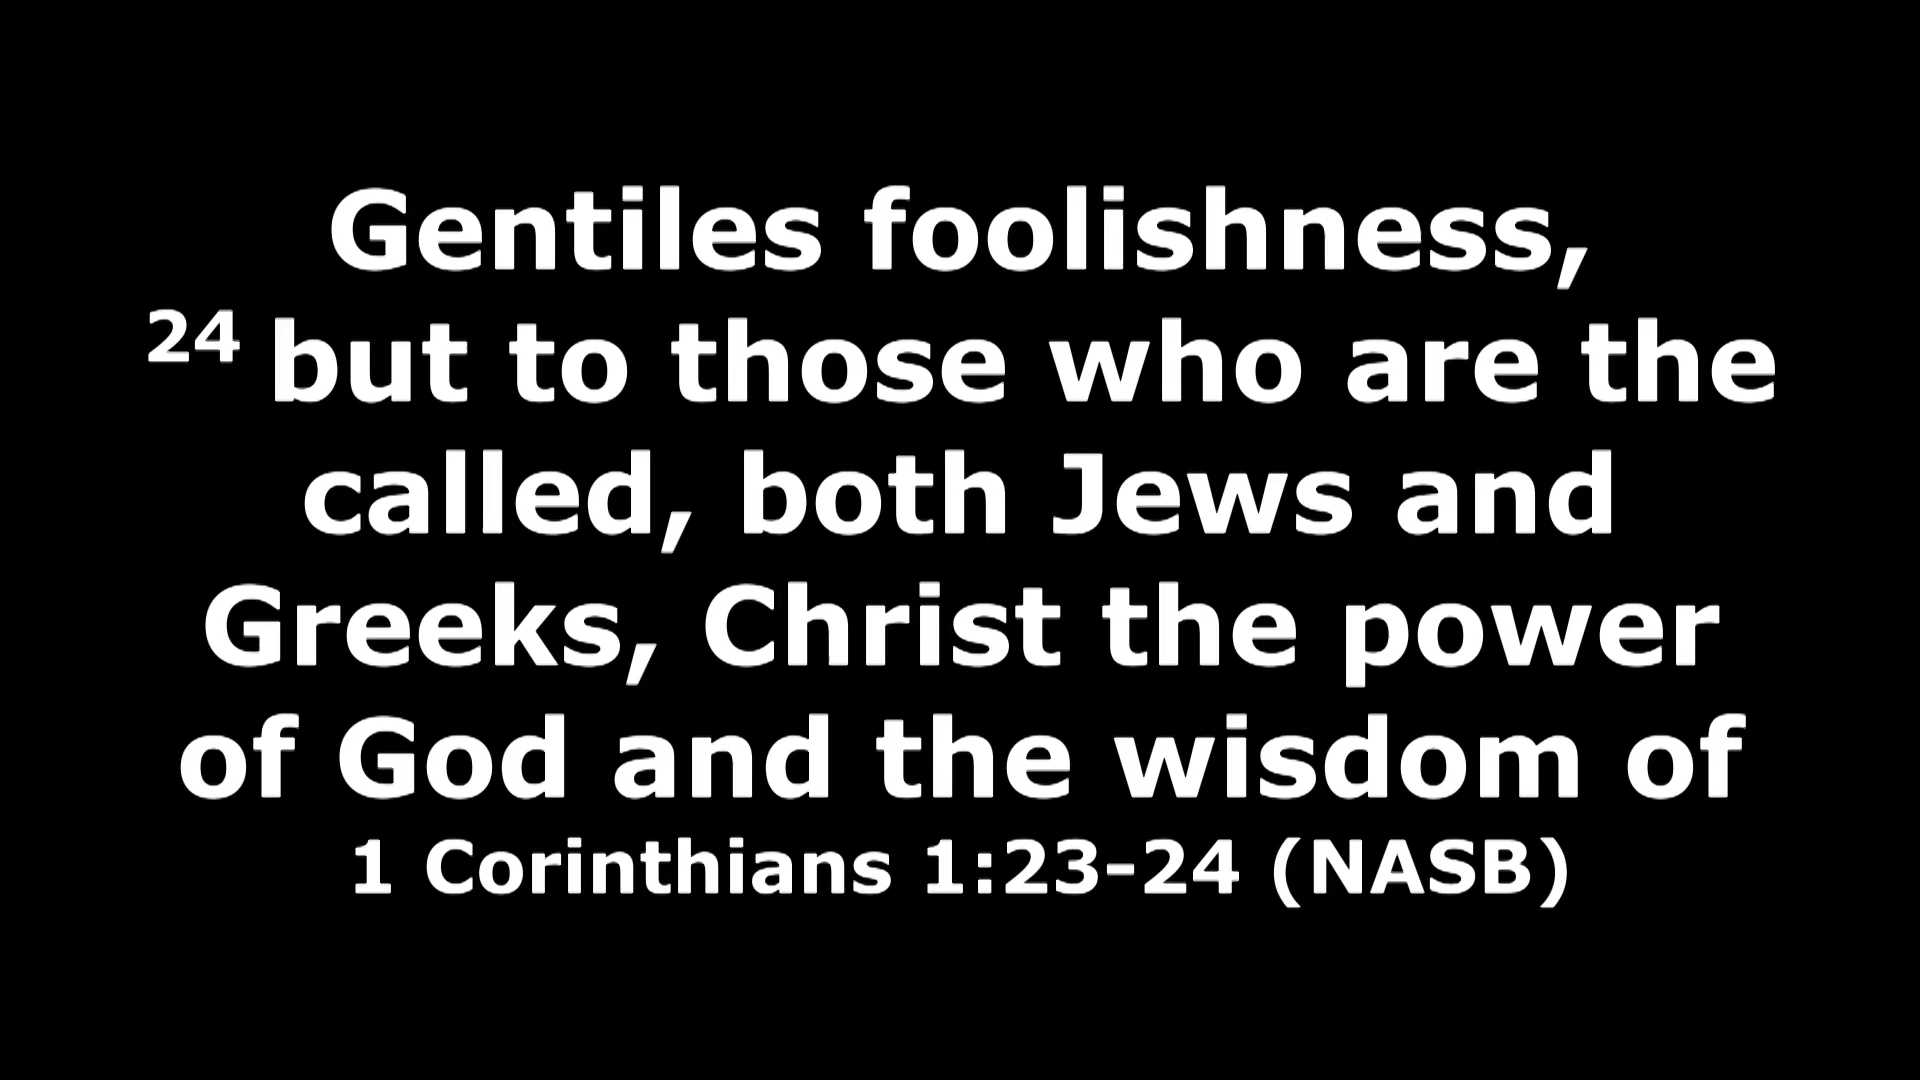 Gentiles foolishness,
24 but to those who are the
called, both Jews and
Greeks, Christ the power
of God and the wisdom of
1 Corinthians 1:23-24 (NASB)